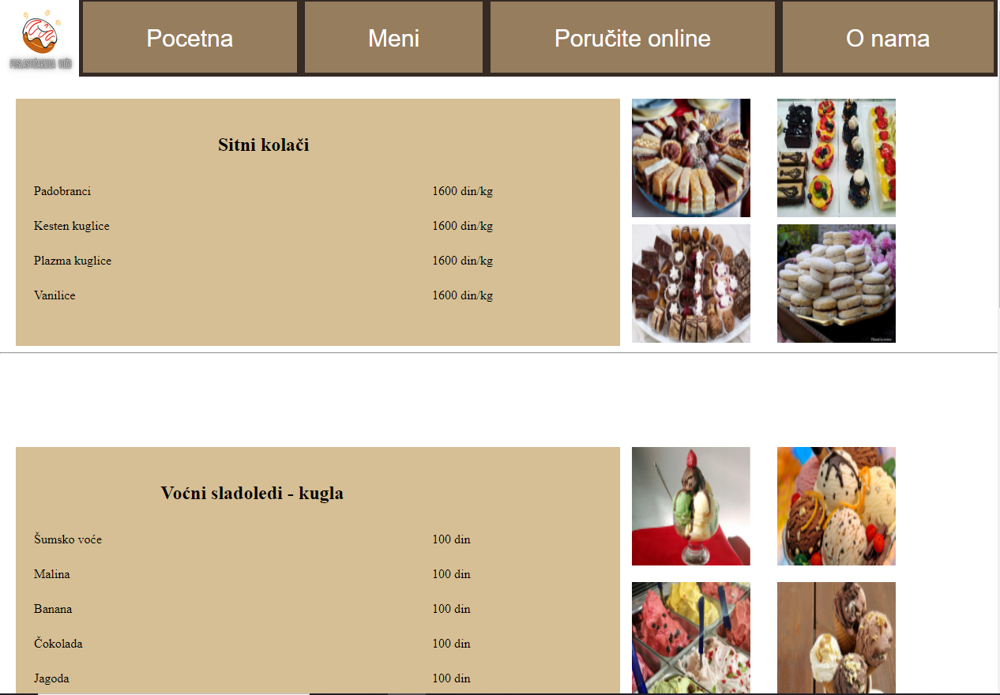 POSLASTIČARNICA VOŽD
Pocetna
Meni
Poručite online
O nama
Sitni kolači
Padobranci 1600 din/kg
Kesten kuglice 1600 din/kg
Plazma kuglice 1600 din/kg
Vanilice 1600 din/kg
Voćni sladoledi - kugla
Šumsko voće 100 din
Malina 100 din
Banana 100 din
Čokolada 100 din
Jagoda 100 din